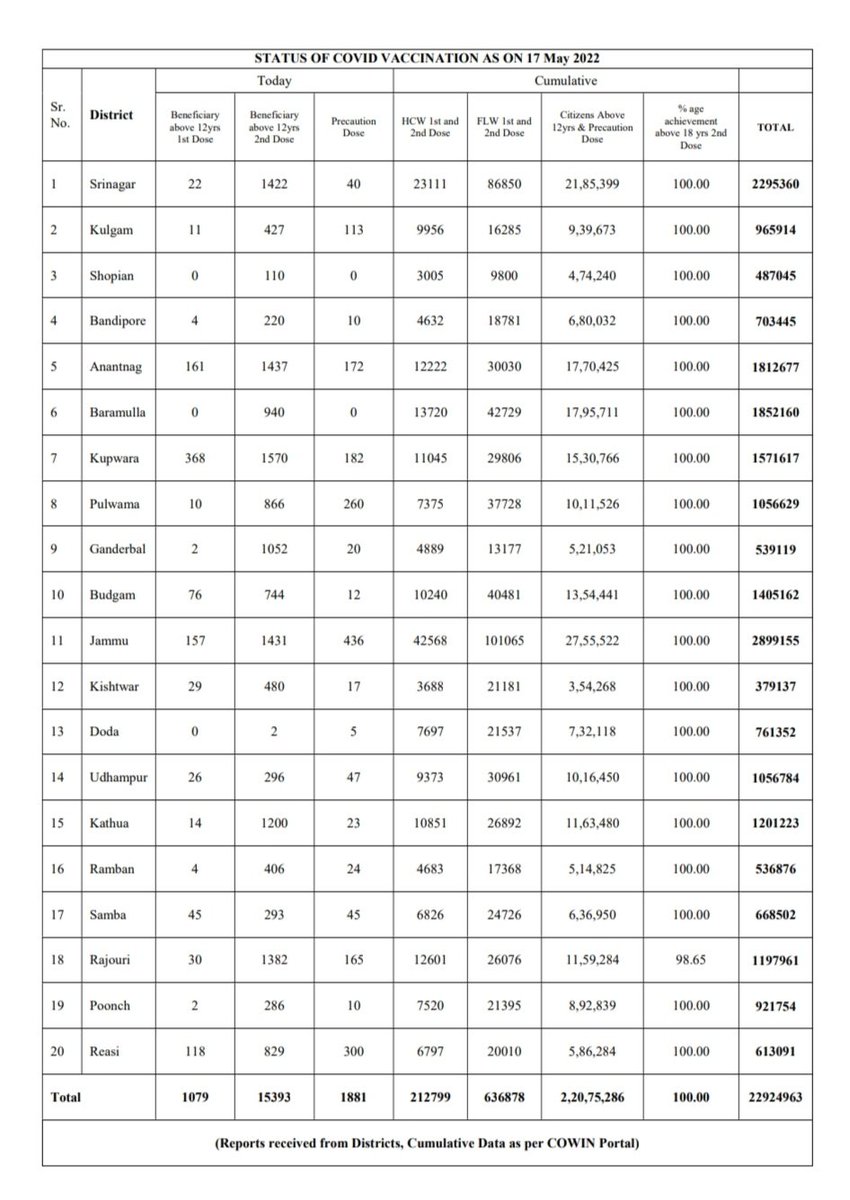 STATUS OF COVID VACCINATION AS ON 17 May 2022
Today Cumulative
Sr. No. District Beneficiary above 12yrs 1st Dose Beneficiary above 12yrs 2nd Dose Precaution Dose HCW 1st and 2nd Dose FLW 1st and 2nd Dose Citizens Above 12yrs & Precaution Dose % age achievement above 18 yrs 2nd Dose TOTAL
1 Srinagar 22 1422 40 23111 86850 21,85,399 100.00 2295360
2 Kulgam 11 427 113 9956 16285 9,39,673 100.00 965914
3 Shopian 0 110 0 3005 9800 4,74,240 100.00 487045
4 Bandipore 4 220 10 4632 18781 6,80,032 100.00 703445
5 Anantnag 161 1437 172 12222 30030 17,70,425 100.00 1812677
6 Baramulla 0 940 0 13720 42729 17,95,711 100.00 1852160
7 Kupwara 368 1570 182 11045 29806 15,30,766 100.00 1571617
8 Pulwama 10 866 260 7375 37728 10,11,526 100.00 1056629
9 Ganderbal 2 1052 20 4889 13177 5,21,053 100.00 539119
10 Budgam 76 744 12 10240 40481 13,54,441 100.00 1405162
11 Jammu 157 1431 436 42568 101065 27,55,522 100.00 2899155
12 Kishtwar 29 480 17 3688 21181 3,54,268 100.00 379137
13 Doda 0 2 5 7697 21537 7,32,118 100.00 761352
14 Udhampur 26 296 47 9373 30961 10,16,450 100.00 1056784
15 Kathua 14 1200 23 10851 26892 11,63,480 100.00 1201223
16 Ramban 4 406 24 4683 17368 5,14,825 100.00 536876
17 Samba 45 293 45 6826 24726 6,36,950 100.00 668502
18 Rajouri 30 1382 165 12601 26076 11,59,284 98.65 1197961
19 Poonch 2 286 10 7520 21395 8,92,839 100.00 921754
20 Reasi 118 829 300 6797 20010 5,86,284 100.00 613091
Total 1079 15393 1881 212799 636878 2,20,75,286 100.00 22924963
(Reports received from Districts, Cumulative Data as per COWIN Portal)